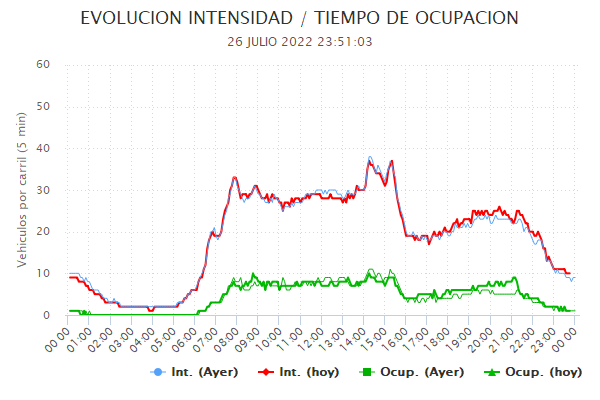 EVOLUCION INTENSIDAD / TIEMPO DE OCUPACION
26 JULIO 2022 23:51:03
Vehiculos por carril (5 min)
60
50
40
30
20
10
0
00:00 01:00 02:00 03:00 04:00 05:00 06:00 07:00 08:00 09:00 10:00 11:00 12:00 13:00 14:00 15:00 16:00 17:00 18:00 19:00 20:00 21:00 22:00 23:00 00:00
Int. (Ayer) Int. (hoy) Ocup. (Ayer) Ocup. (hoy)